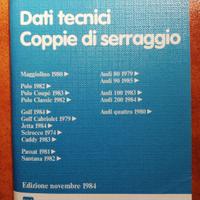 Dati tecnici
Coppie di serraggio
Maggiolino 1980 ▶
Polo 1982 ▶
Polo Coupé 1983 ▶
Polo Classic 1982 ▶
Golf 1984 ▶
Golf Cabriolet 1979 ▶
Jetta 1984 ▶
Scirocco 1974 ▶
Caddy 1983 ▶
Passat 1981 ▶
Santana 1982 ▶
Audi 80 1979 ▶
Audi 90 1985 ▶
Audi 100 1983 ▶
Audi 200 1984 ▶
Audi quattro 1980 ▶
Edizione novembre 1984